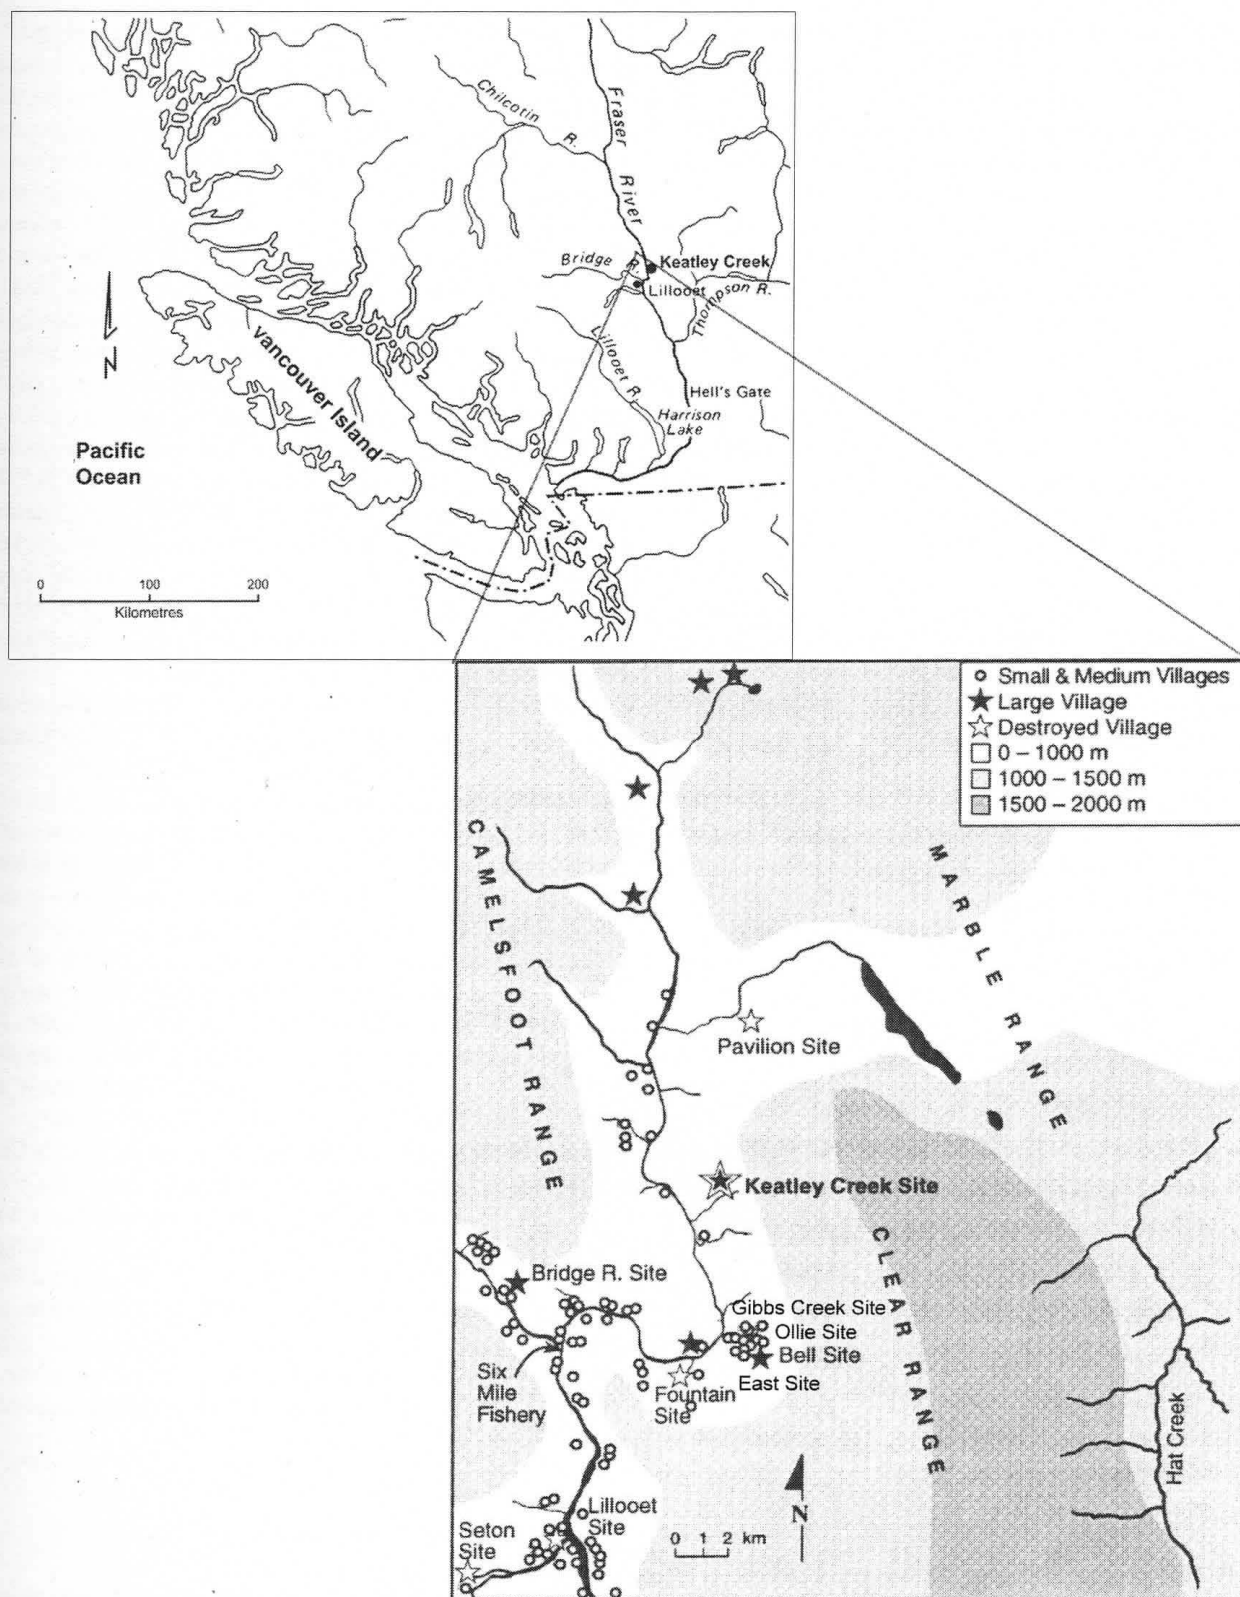 Chilcotin R.
Fraser River
Bridge R.
Keatley Creek
Lillooet
Thompson R.
Lillooet R.
Hell's Gate
Harrison
Lake
Vancouver Island
N
Pacific
Ocean
0 100 200
Kilometres
Small & Medium Villages
Large Village
Destroyed Village
0 – 1000 m
1000 – 1500 m
1500 – 2000 m
CAMELSFOOT RANGE
MARBLE RANGE
Pavilion Site
Keatley Creek Site
CLEAR RANGE
Bridge R. Site
Gibbs Creek Site
Ollie Site
Bell Site
East Site
Six
Mile
Fishery
Fountain
Site
Hat Creek
Lillooet
Site
Seton
Site
0 1 2 km
N